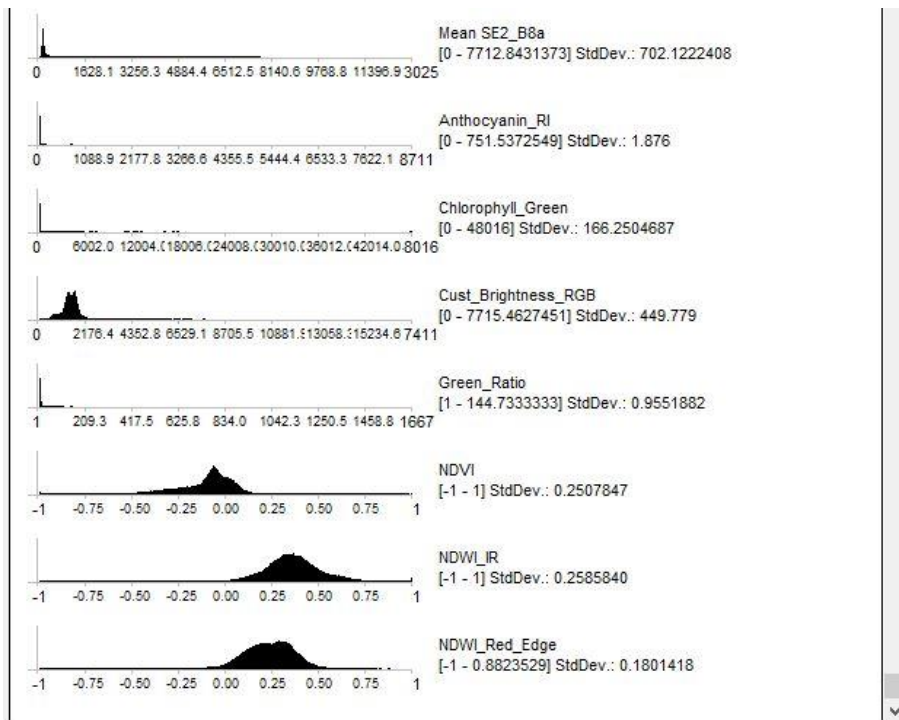 Mean SE2_B8a
[0 - 7712.8431373] StdDev.: 702.1222408
0 1628.1 3256.3 4884.4 6512.5 8140.6 9768.8 11396.9 3025
Anthocyanin_RI
[0 - 751.5372549] StdDev.: 1.876
0 1088.9 2177.8 3266.6 4355.5 5444.4 6533.3 7622.1 8711
Chlorophyll_Green
[0 - 48016] StdDev.: 166.2504687
0 6002.0 12004.0 18006.0 24008.0 30010.0 36012.0 42014.0 8016
Cust_Brightness_RGB
[0 - 7715.4627451] StdDev.: 449.779
0 2176.4 4352.8 6529.1 8705.5 10881.9 13058.3 15234.6 7411
Green_Ratio
[1 - 144.7333333] StdDev.: 0.9551882
1 209.3 417.5 625.8 834.0 1042.3 1250.5 1458.8 1667
NDVI
[-1 - 1] StdDev.: 0.2507847
-1 -0.75 -0.50 -0.25 0.00 0.25 0.50 0.75 1
NDWI_IR
[-1 - 1] StdDev.: 0.2585840
-1 -0.75 -0.50 -0.25 0.00 0.25 0.50 0.75 1
NDWI_Red_Edge
[-1 - 0.8823529] StdDev.: 0.1801418
-1 -0.75 -0.50 -0.25 0.00 0.25 0.50 0.75 1